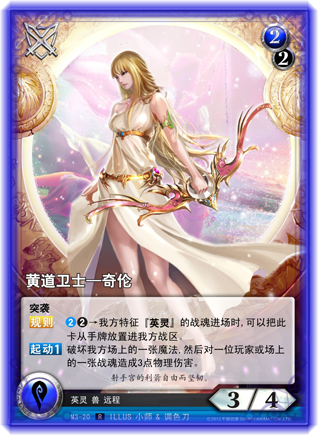 2
2
黄道卫士—奇伦
突袭
规则 2 2→我方特征『英灵』的战魂进场时,可以把此
卡从手牌放置进我方战区。
起动1 破坏我方场上的一张魔法,然后对一位玩家或场上
的一张战魂造成3点物理伤害。
射手宫的利箭自由而坚韧。
英灵 兽 远程
3 / 4
M3-20 R ILLUS 小师 & 调色刀